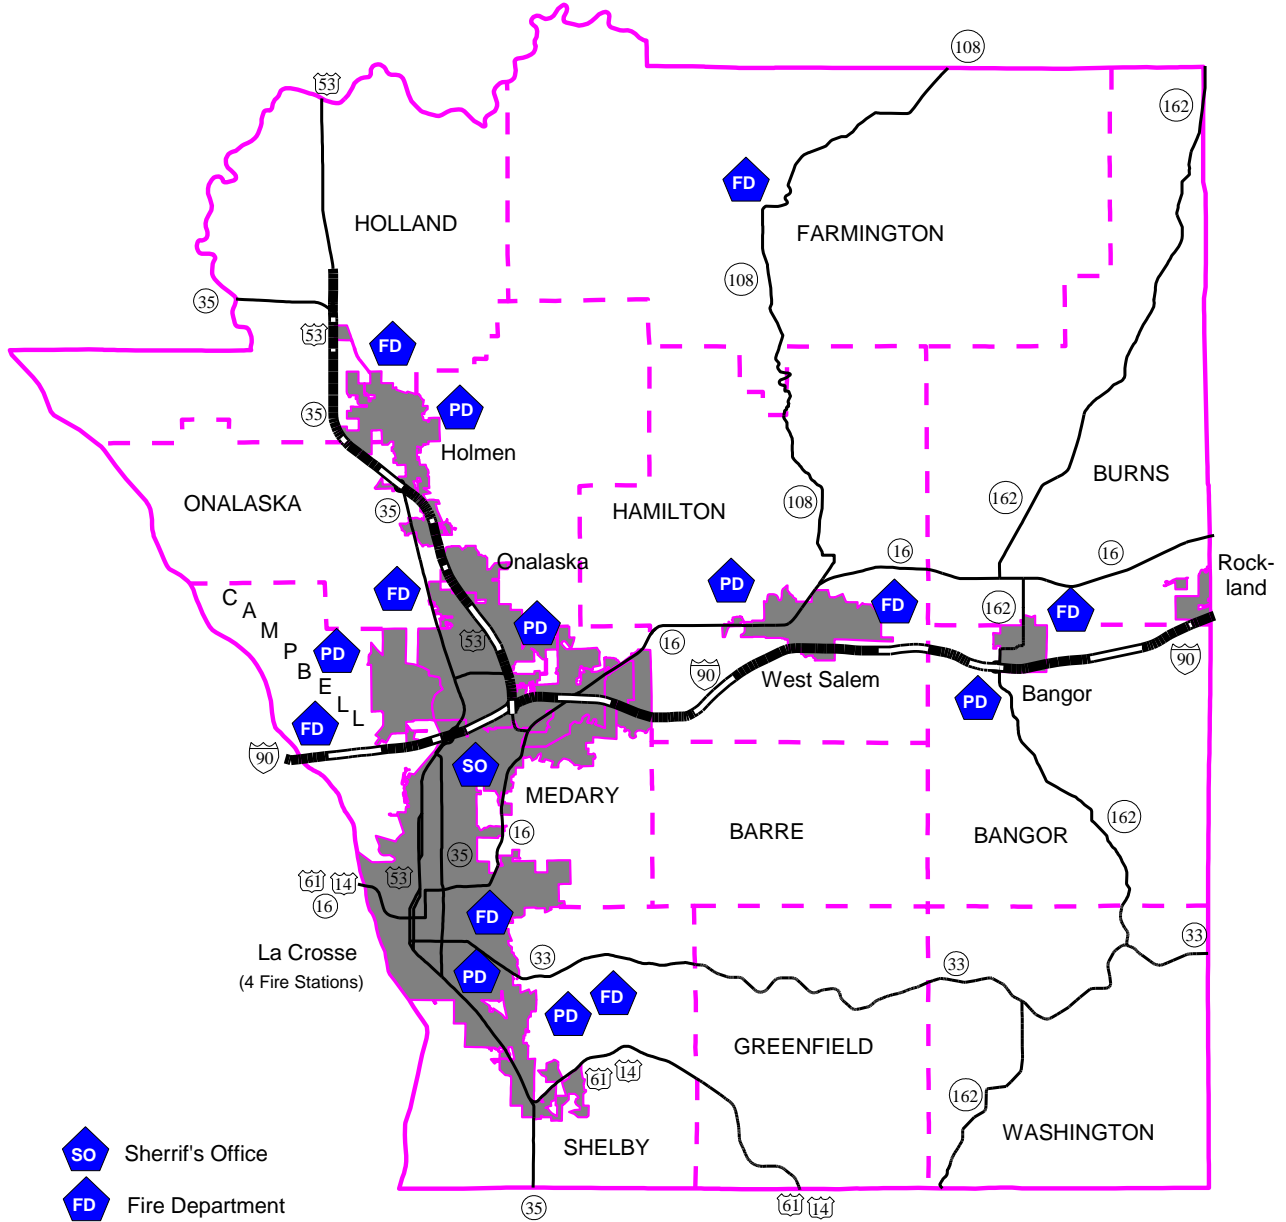 108
53
162
FD
HOLLAND
FARMINGTON
108
35
53
FD
35
PD
Holmen
BURNS
ONALASKA
35
HAMILTON
108
162
16
16
Onalaska
Rock-
land
PD
FD
C
A
M
P
B
E
L
L
FD
162
FD
PD
53
16
PD
90
90
West Salem
Bangor
PD
FD
90
SO
MEDARY
BARRE
BANGOR
162
16
35
53
61
14
16
FD
La Crosse
(4 Fire Stations)
PD
33
33
33
FD
PD
GREENFIELD
61
14
162
WASHINGTON
SHELBY
SO
Sherrif's Office
FD
Fire Department
35
61
14